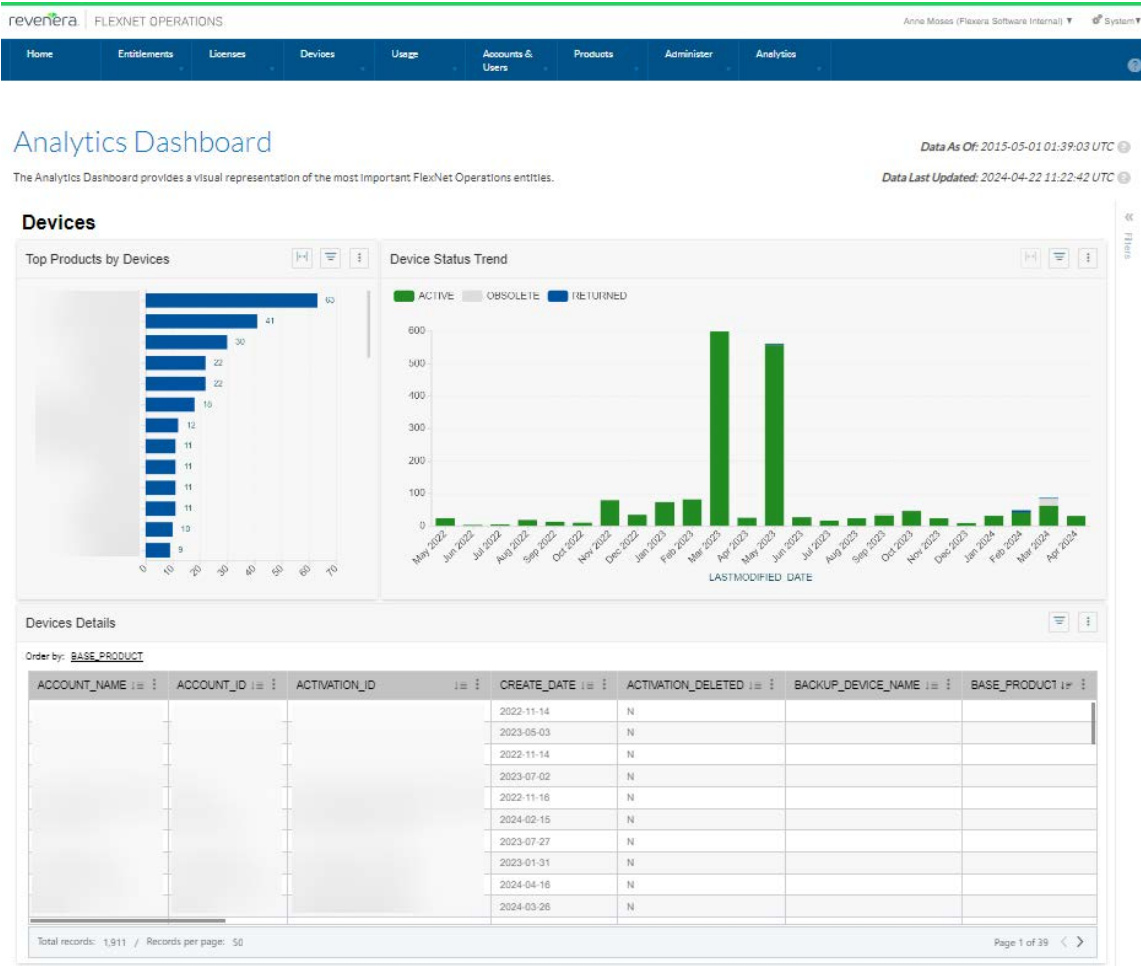 revenera. FLEXNET OPERATIONS
Anne Moses (Flexera Software Internal) ▼ System ▼
Home Entitlements Licenses Devices Usage Accounts & Users Products Administer Analytics
Analytics Dashboard
Data As Of: 2015-05-01 01:39:03 UTC
The Analytics Dashboard provides a visual representation of the most important FlexNet Operations entities.
Data Last Updated: 2024-04-22 11:22:42 UTC
Filters
Devices
Top Products by Devices
63
41
30
22
22
12
11
11
11
11
10
9
0 10 20 30 40 50 60 70
Device Status Trend
ACTIVE OBSOLETE RETURNED
600
500
400
300
200
100
0
May 2022 Jun 2022 Jul 2022 Aug 2022 Sep 2022 Oct 2022 Nov 2022 Dec 2022 Jan 2023 Feb 2023 Mar 2023 Apr 2023 May 2023 Jun 2023 Jul 2023 Aug 2023 Sep 2023 Oct 2023 Nov 2023 Dec 2023 Jan 2024 Feb 2024 Mar 2024 Apr 2024
LASTMODIFIED DATE
Devices Details
Order by: BASE_PRODUCT
ACCOUNT_NAME ACCOUNT_ID ACTIVATION_ID CREATE_DATE ACTIVATION_DELETED BACKUP_DEVICE_NAME BASE_PRODUCT
2022-11-14 N
2023-05-03 N
2022-11-14 N
2023-07-02 N
2022-11-16 N
2024-02-15 N
2023-07-27 N
2023-01-31 N
2024-04-16 N
2024-03-26 N
Total records: 1,911 / Records per page: 50
Page 1 of 39